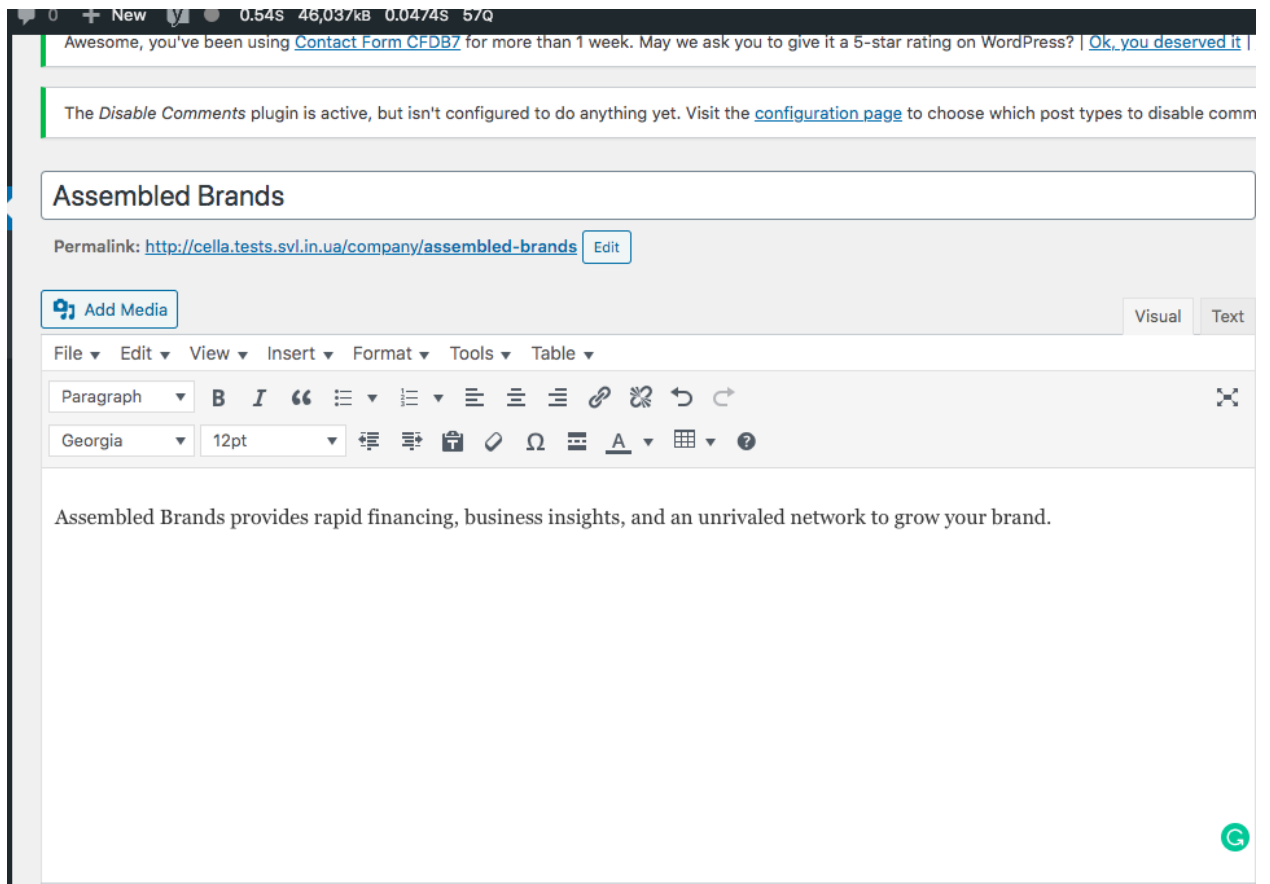 0 + New 0.54S 46,037KB 0.0474S 57Q
Awesome, you've been using Contact Form CFDB7 for more than 1 week. May we ask you to give it a 5-star rating on WordPress? | Ok, you deserved it |
The Disable Comments plugin is active, but isn't configured to do anything yet. Visit the configuration page to choose which post types to disable comm
Assembled Brands
Permalink: http://cella.tests.svl.in.ua/company/assembled-brands Edit
Add Media
Visual Text
File Edit View Insert Format Tools Table
Paragraph B I
Georgia 12pt Ω A
Assembled Brands provides rapid financing, business insights, and an unrivaled network to grow your brand.